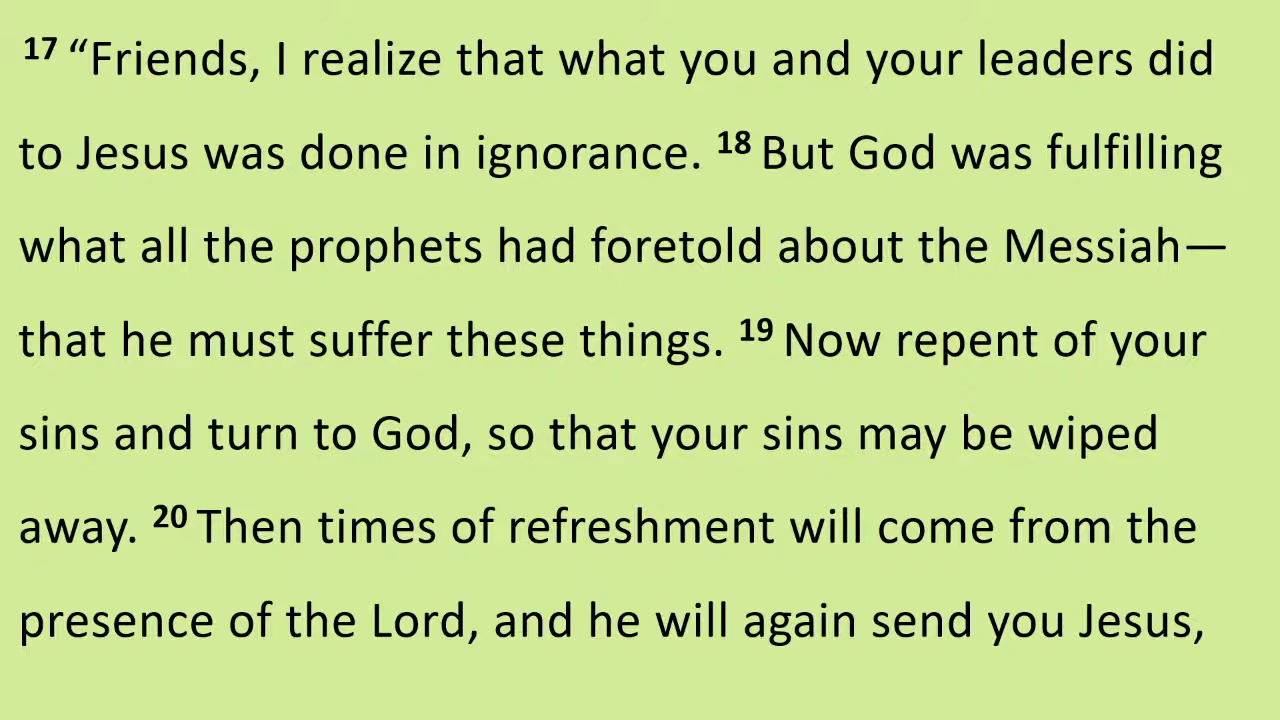 17 “Friends, I realize that what you and your leaders did
to Jesus was done in ignorance. 18 But God was fulfilling
what all the prophets had foretold about the Messiah—
that he must suffer these things. 19 Now repent of your
sins and turn to God, so that your sins may be wiped
away. 20 Then times of refreshment will come from the
presence of the Lord, and he will again send you Jesus,